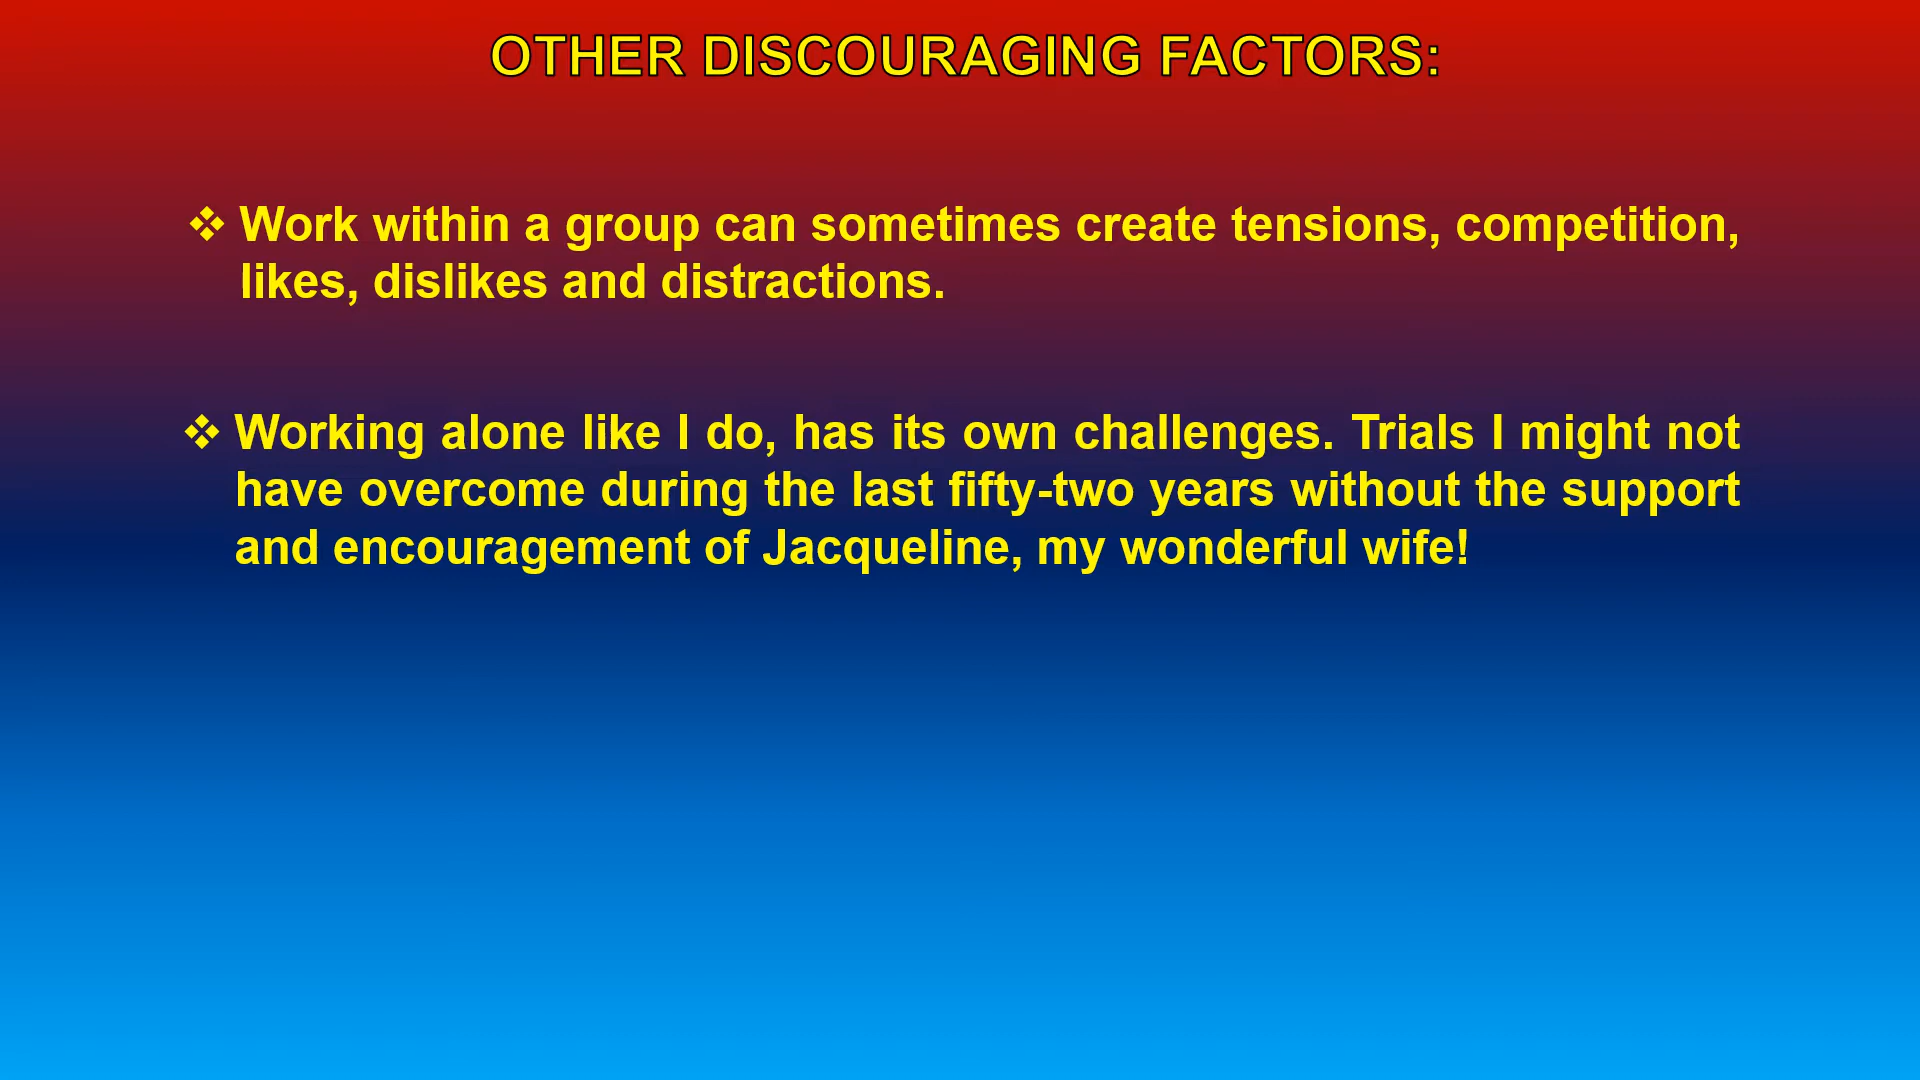 OTHER DISCOURAGING FACTORS:
❖ Work within a group can sometimes create tensions, competition,
likes, dislikes and distractions.
❖ Working alone like I do, has its own challenges. Trials I might not
have overcome during the last fifty-two years without the support
and encouragement of Jacqueline, my wonderful wife!